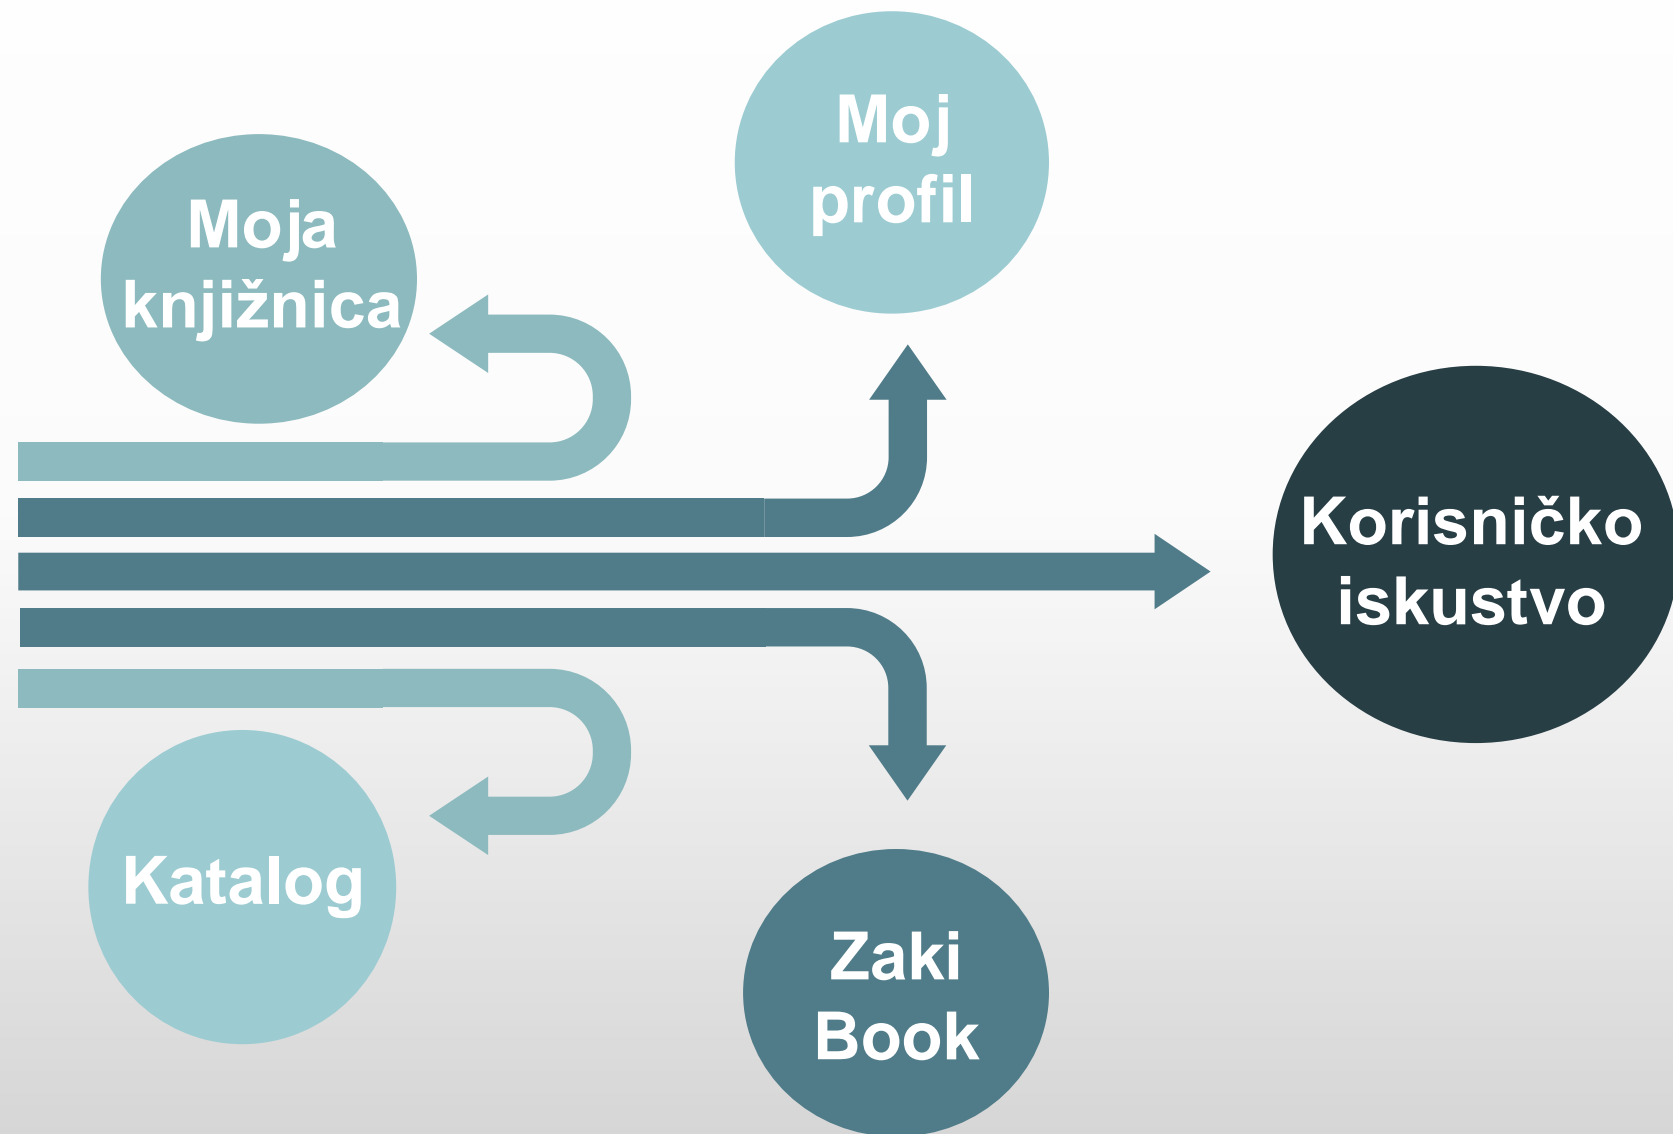 Moj
profil
Moja
knjižnica
Korisničko
iskustvo
Katalog
Zaki
Book